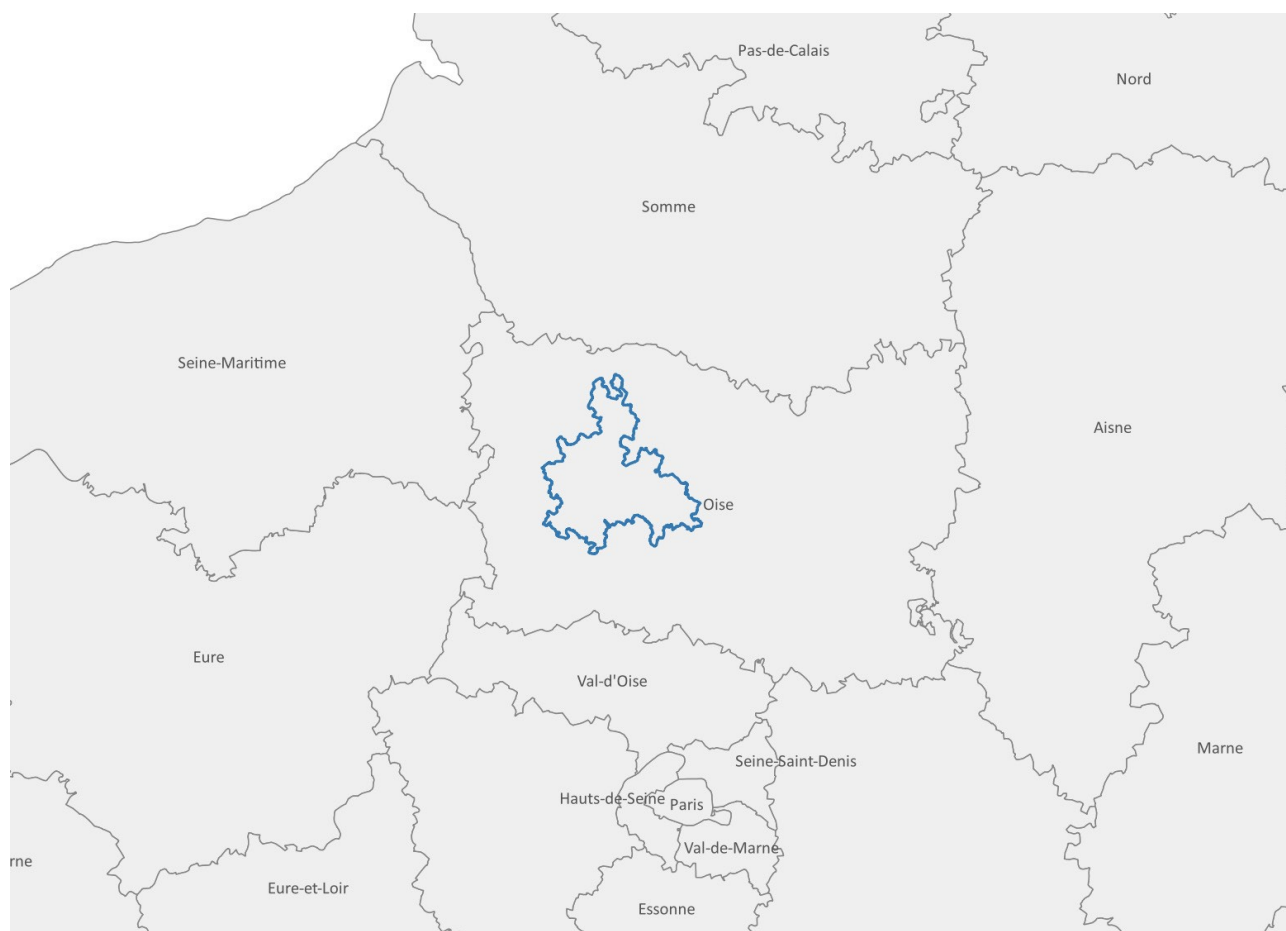 Pas-de-Calais
Nord
Somme
Seine-Maritime
Aisne
Oise
Eure
Val-d'Oise
Marne
Seine-Saint-Denis
Hauts-de-Seine
Paris
Val-de-Marne
rne
Eure-et-Loir
Essonne